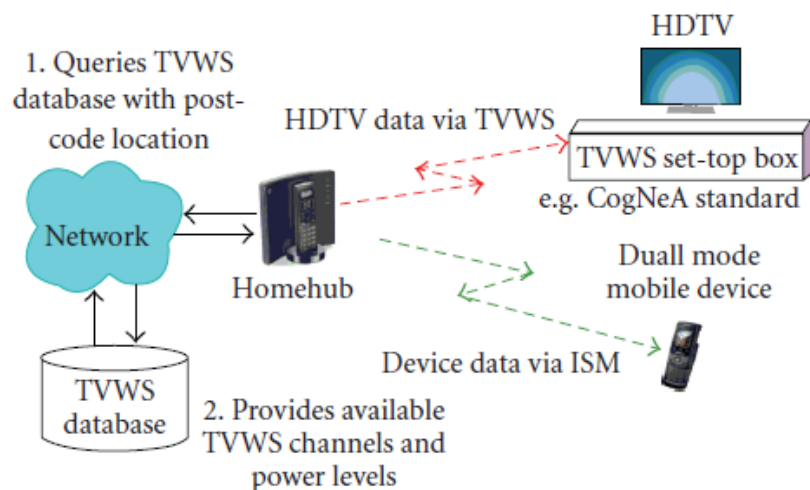 1. Queries TVWS
database with post-
code location
HDTV
HDTV data via TVWS
TVWS set-top box
e.g. CogNeA standard
Network
Homehub
Duall mode
mobile device
Device data via ISM
TVWS
database
2. Provides available
TVWS channels and
power levels